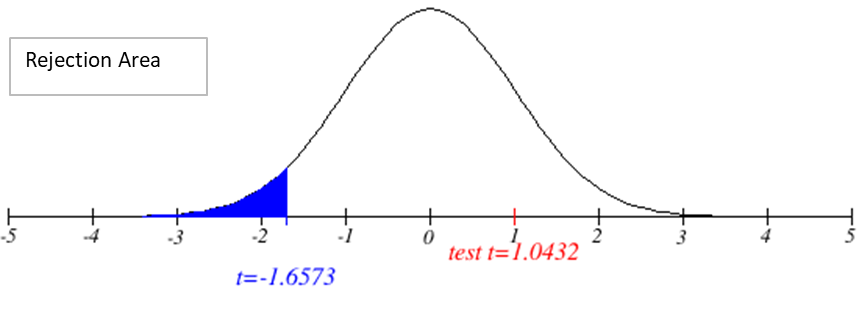 Rejection Area
-5 -4 -3 -2 -1 0 1 2 3 4 5
test t=1.0432
t=-1.6573